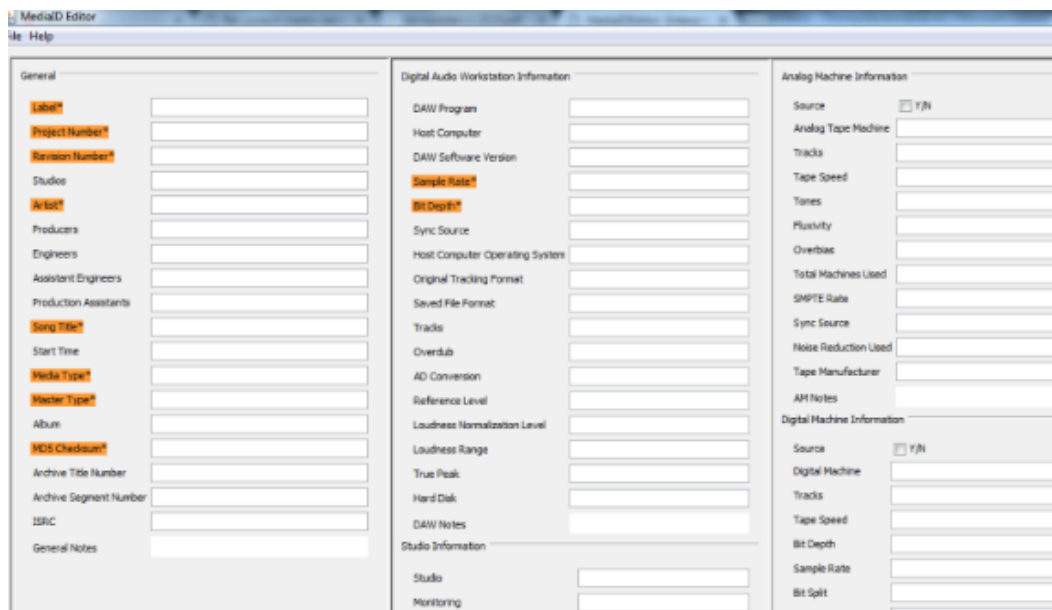 MediaID Editor
File Help
General
Label*
Project Number*
Revision Number*
Studios
Artist*
Producers
Engineers
Assistant Engineers
Production Assistants
Song Title*
Start Time
Media Type*
Master Type*
Album
MD5 Checksum*
Archive Title Number
Archive Segment Number
ISRC
General Notes
Digital Audio Workstation Information
DAW Program
Host Computer
DAW Software Version
Sample Rate*
Bit Depth*
Sync Source
Host Computer Operating System
Original Tracking Format
Saved File Format
Tracks
Overdub
AD Conversion
Reference Level
Loudness Normalization Level
Loudness Range
True Peak
Hard Disk
DAW Notes
Studio Information
Studio
Monitoring
Analog Machine Information
Source Y/N
Analog Tape Machine
Tracks
Tape Speed
Tones
Fluxivity
Overbias
Total Machines Used
SMPTE Rate
Sync Source
Noise Reduction Used
Tape Manufacturer
AM Notes
Digital Machine Information
Source Y/N
Digital Machine
Tracks
Tape Speed
Bit Depth
Sample Rate
Bit Split